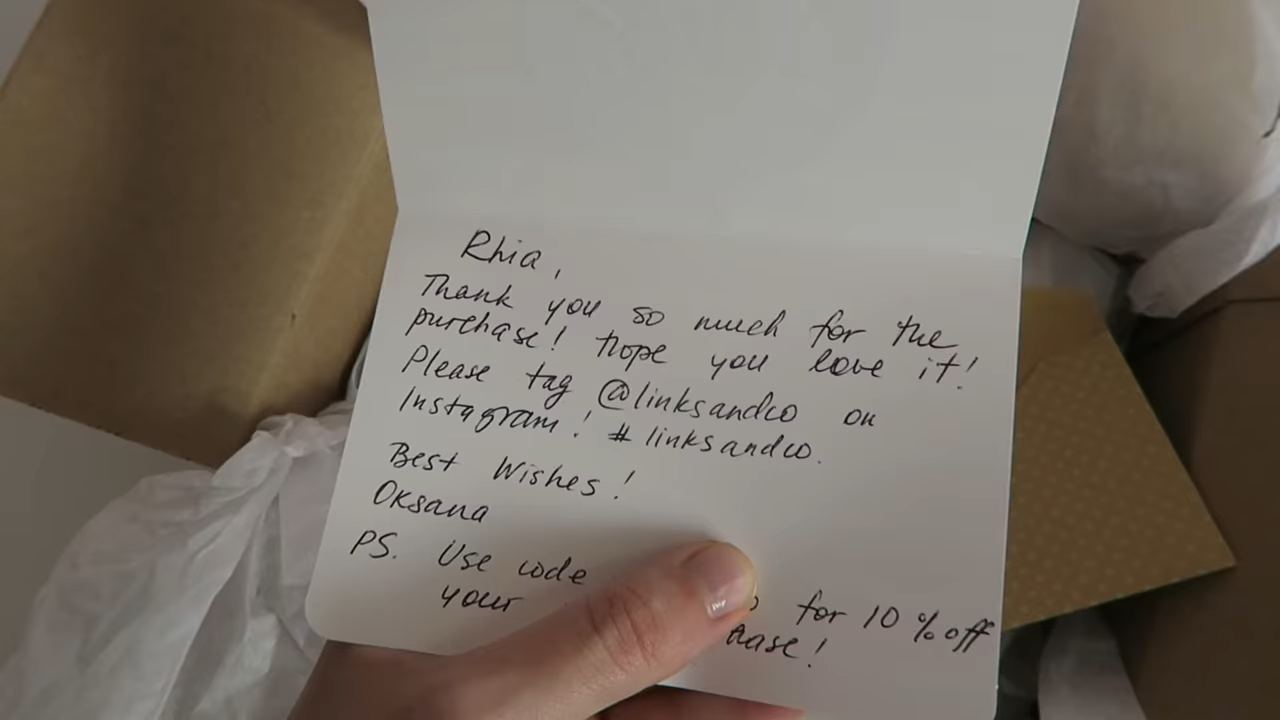 Rhia,
Thank you so much for the
purchase! Hope you love it!
Please tag @linksandco on
Instagram! #linksandco.
Best Wishes!
Oksana
PS. Use code for 10% off
your